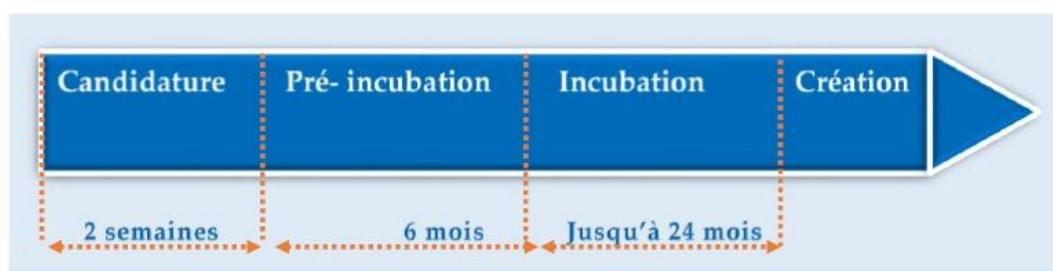 Candidature Pré- incubation Incubation Création
2 semaines 6 mois Jusqu’à 24 mois